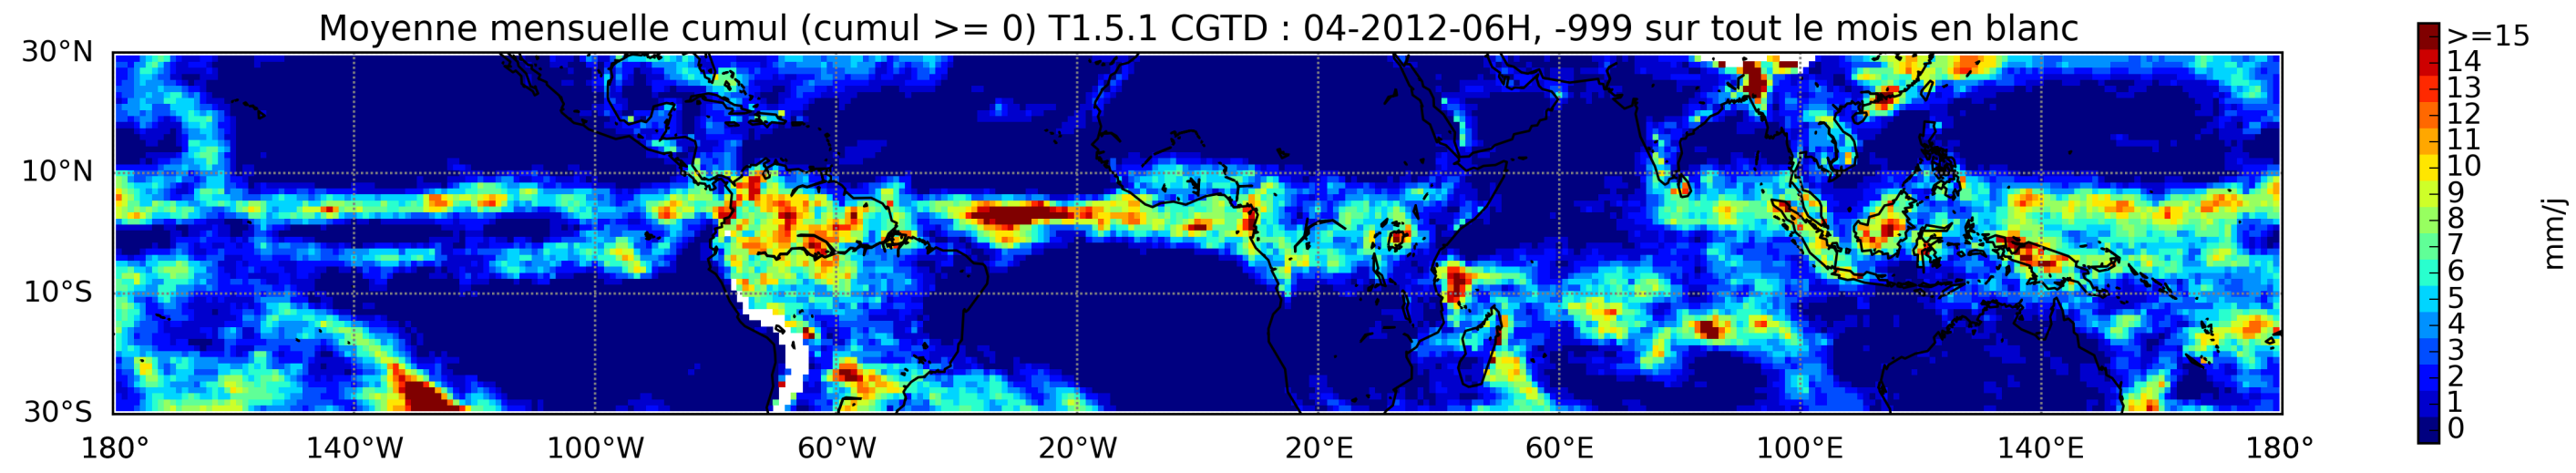 Moyenne mensuelle cumul (cumul >= 0) T1.5.1 CGTD : 04-2012-06H, -999 sur tout le mois en blanc
30°N
10°N
10°S
30°S
180° 140°W 100°W 60°W 20°W 20°E 60°E 100°E 140°E 180°
>=15
14
13
12
11
10
9
8
7
6
5
4
3
2
1
0
mm/j